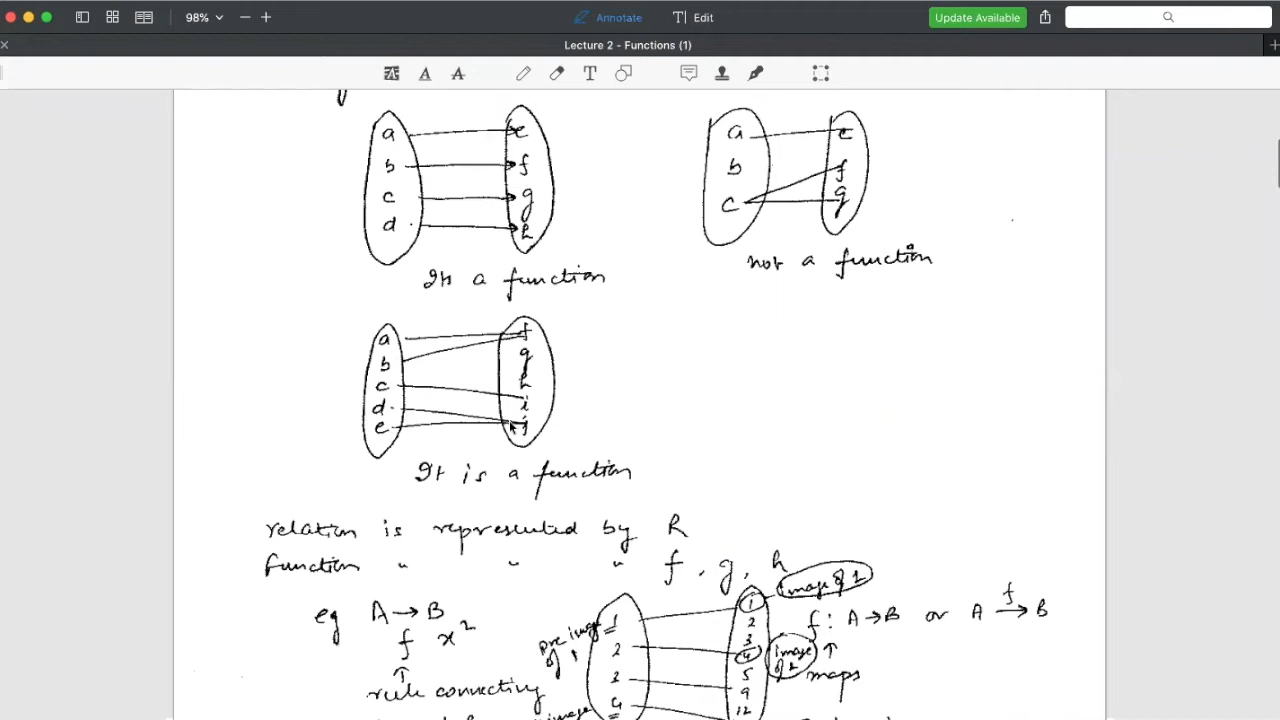 98%
Annotate
T Edit
Update Available
Lecture 2 - Functions (1)
a e
b f
c g
d h
It is a function
a e
b f
c g
not a function
a f
b g
c h
d i
e j
It is a function
relation is represented by R
function " " " f, g, h
eg A → B
f x²
↑
rule connecting
pre image of 1
1
2
3
4
image
1
2
3
4
5
9
12
image of 1
image of 2
f : A → B or A f→ B
↑
maps